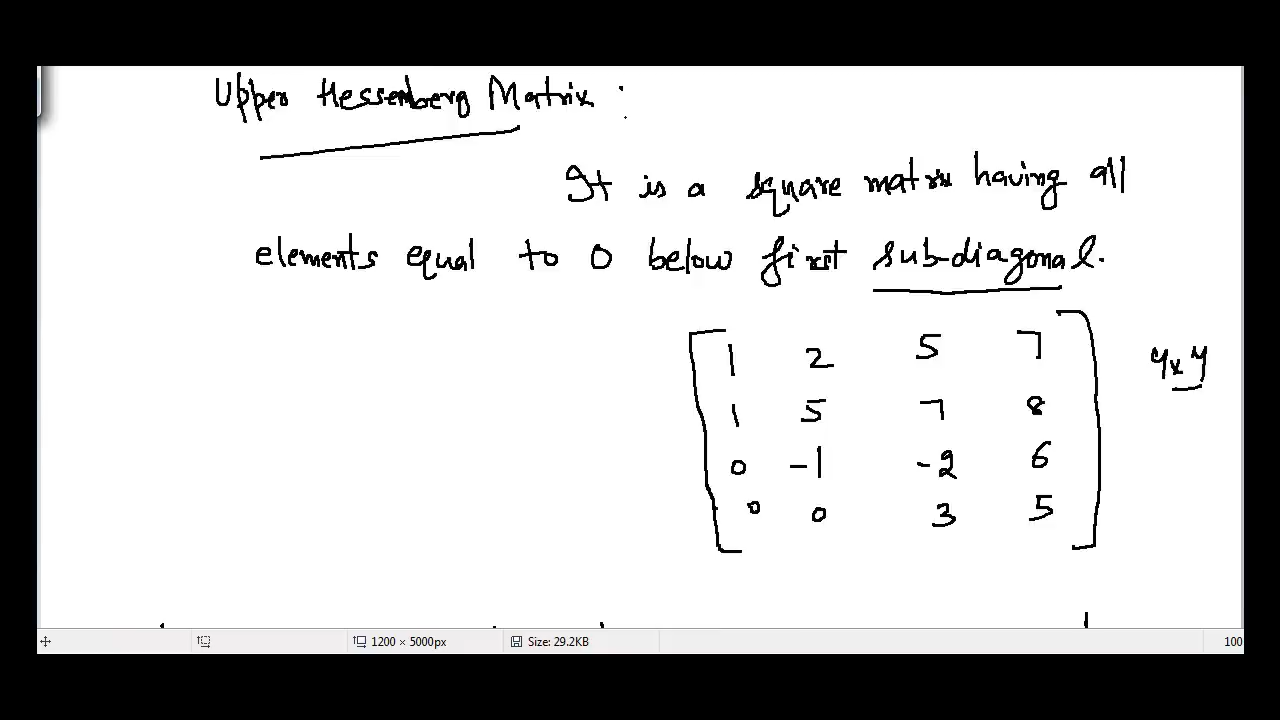 Upper Hessenberg Matrix :
It is a square matrix having all
elements equal to 0 below first sub-diagonal.
1 2 5 7
1 5 7 8
0 -1 -2 6
0 0 3 5
4x4
1200 × 5000px Size: 29.2KB 100